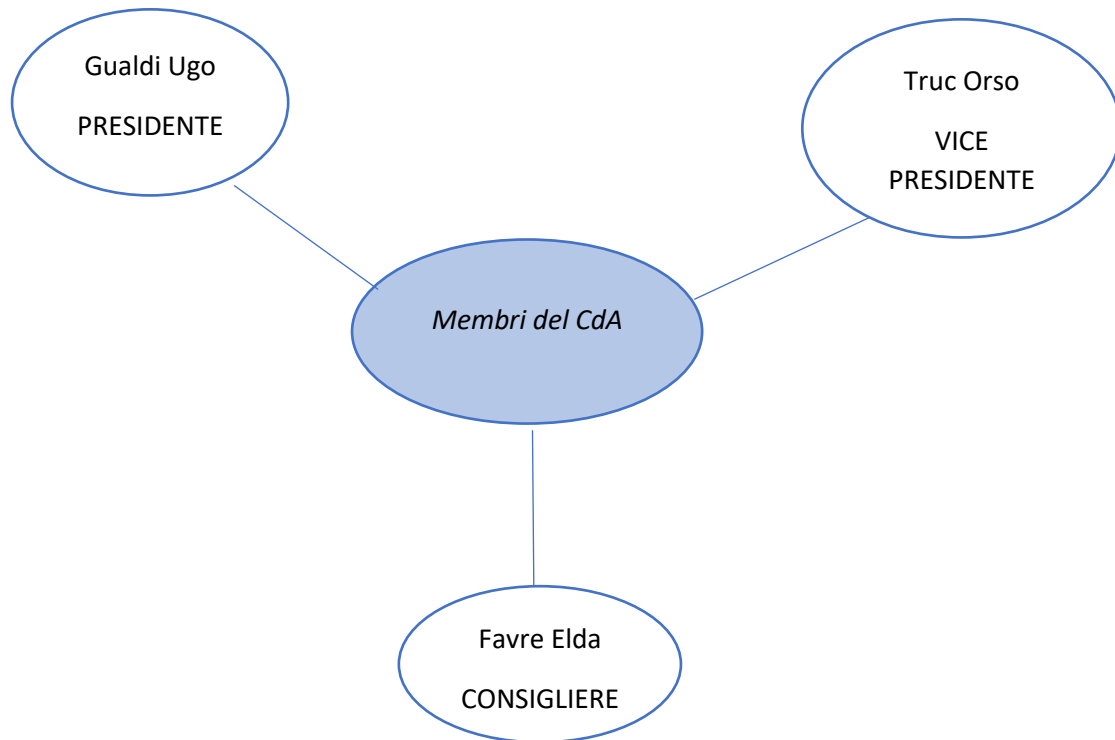 Gualdi Ugo
PRESIDENTE
Truc Orso
VICE
PRESIDENTE
Membri del CdA
Favre Elda
CONSIGLIERE